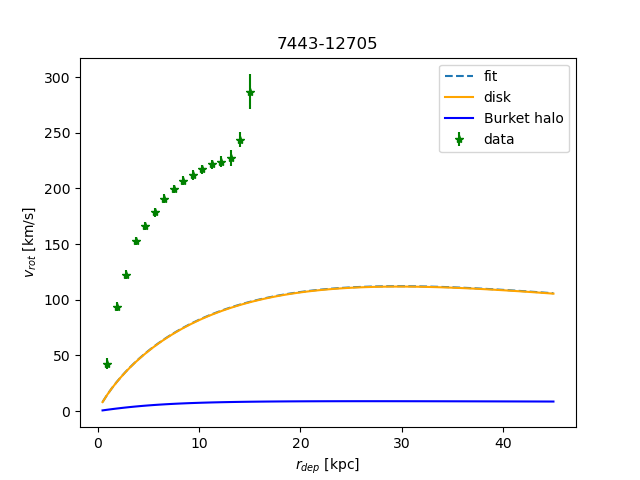 7443-12705
fit
disk
Burket halo
data
300
250
200
150
100
50
0
v_rot [km/s]
0 10 20 30 40
r_dep [kpc]